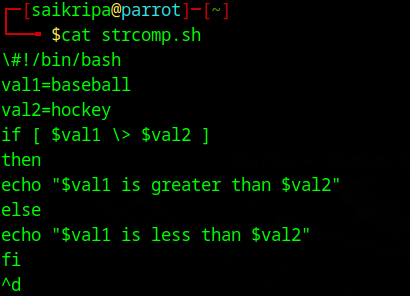 ┌─[saikripa@parrot]─[~]
└──╼ $cat strcomp.sh
\#!/bin/bash
val1=baseball
val2=hockey
if [ $val1 \> $val2 ]
then
echo "$val1 is greater than $val2"
else
echo "$val1 is less than $val2"
fi
^d